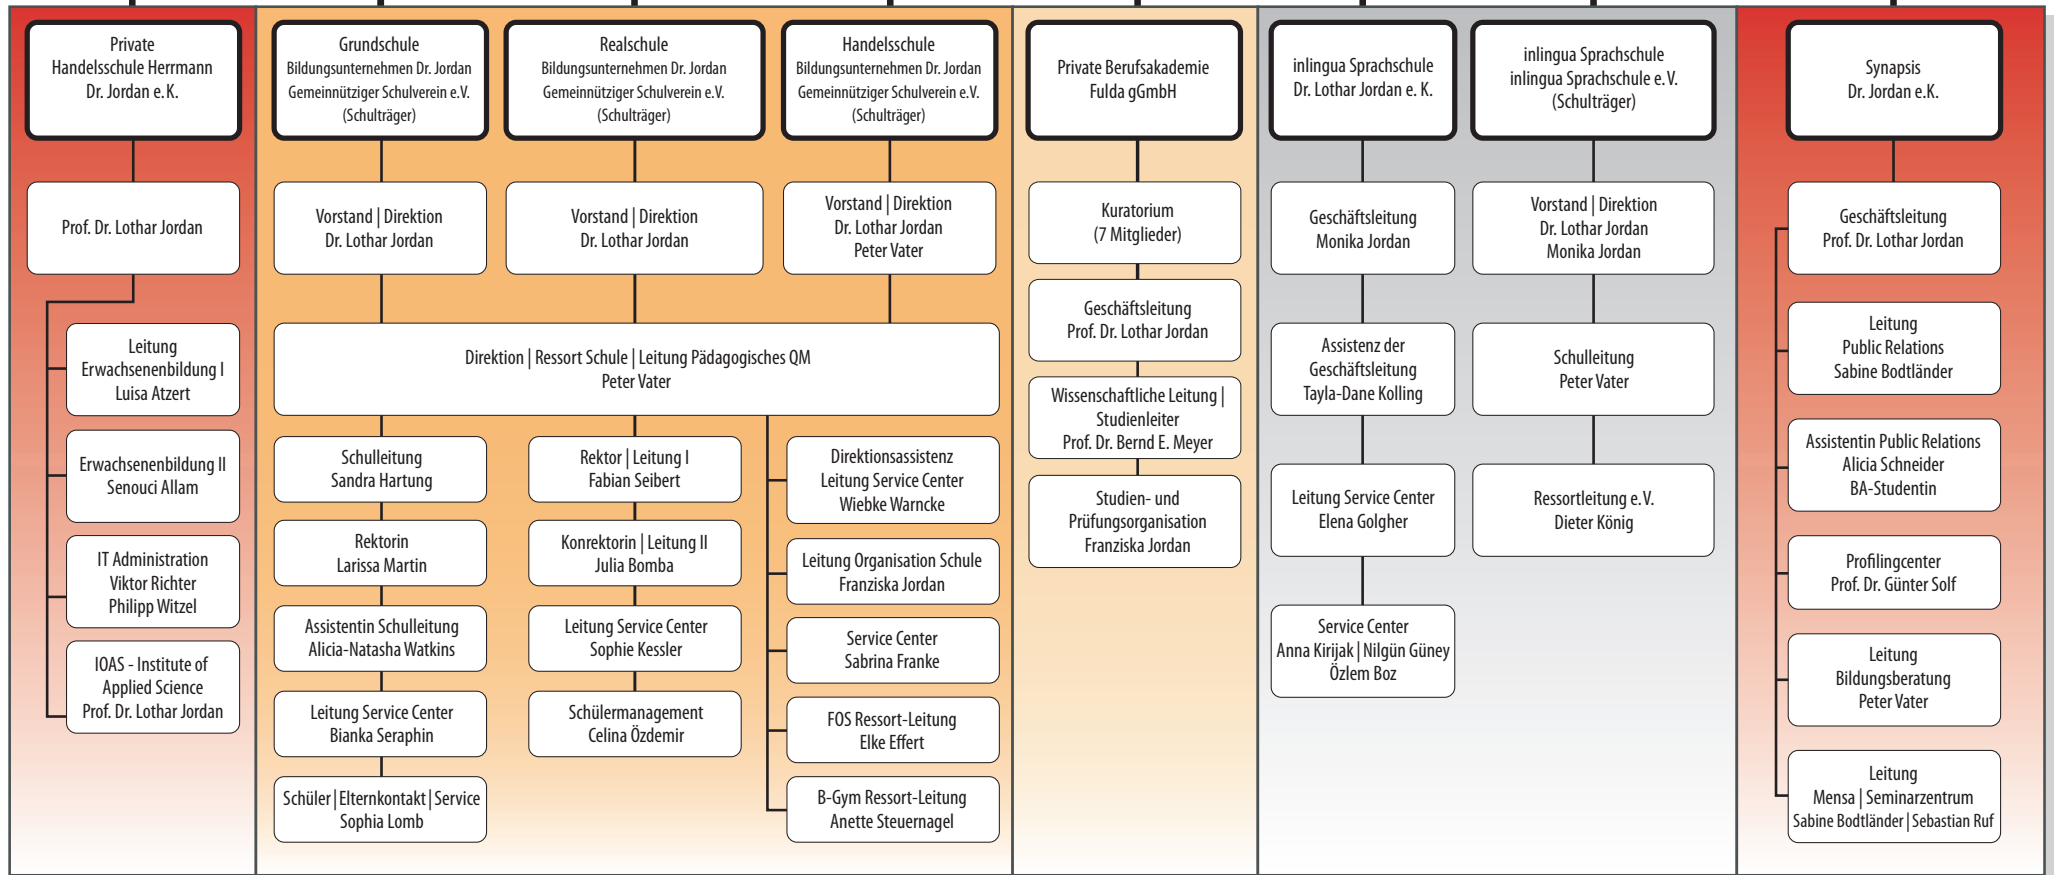 Private
Handelsschule Herrmann
Dr. Jordan e.K.
Prof. Dr. Lothar Jordan
Leitung
Erwachsenenbildung I
Luisa Atzert
Erwachsenenbildung II
Senouci Allam
IT Administration
Viktor Richter
Philipp Witzel
IOAS - Institute of
Applied Science
Prof. Dr. Lothar Jordan
Grundschule
Bildungsunternehmen Dr. Jordan
Gemeinnütziger Schulverein e.V.
(Schulträger)
Vorstand | Direktion
Dr. Lothar Jordan
Realschule
Bildungsunternehmen Dr. Jordan
Gemeinnütziger Schulverein e.V.
(Schulträger)
Vorstand | Direktion
Dr. Lothar Jordan
Handelsschule
Bildungsunternehmen Dr. Jordan
Gemeinnütziger Schulverein e.V.
(Schulträger)
Vorstand | Direktion
Dr. Lothar Jordan
Peter Vater
Direktion | Ressort Schule | Leitung Pädagogisches QM
Peter Vater
Schulleitung
Sandra Hartung
Rektorin
Larissa Martin
Assistentin Schulleitung
Alicia-Natasha Watkins
Leitung Service Center
Bianka Seraphin
Schüler | Elternkontakt | Service
Sophia Lomb
Rektor | Leitung I
Fabian Seibert
Konrektorin | Leitung II
Julia Bomba
Leitung Service Center
Sophie Kessler
Schülermanagement
Celina Özdemir
Direktionsassistenz
Leitung Service Center
Wiebke Warncke
Leitung Organisation Schule
Franziska Jordan
Service Center
Sabrina Franke
FOS Ressort-Leitung
Elke Effert
B-Gym Ressort-Leitung
Anette Steuernagel
Private Berufsakademie
Fulda gGmbH
Kuratorium
(7 Mitglieder)
Geschäftsleitung
Prof. Dr. Lothar Jordan
Wissenschaftliche Leitung |
Studienleiter
Prof. Dr. Bernd E. Meyer
Studien- und
Prüfungsorganisation
Franziska Jordan
inlingua Sprachschule
Dr. Lothar Jordan e. K.
Geschäftsleitung
Monika Jordan
Assistenz der
Geschäftsleitung
Tayla-Dane Kolling
Leitung Service Center
Elena Golgher
Service Center
Anna Kirijak | Nilgün Güney
Özlem Boz
inlingua Sprachschule
inlingua Sprachschule e.V.
(Schulträger)
Vorstand | Direktion
Dr. Lothar Jordan
Monika Jordan
Schulleitung
Peter Vater
Ressortleitung e.V.
Dieter König
Synapsis
Dr. Jordan e.K.
Geschäftsleitung
Prof. Dr. Lothar Jordan
Leitung
Public Relations
Sabine Bodtländer
Assistentin Public Relations
Alicia Schneider
BA-Studentin
Profilingcenter
Prof. Dr. Günter Solf
Leitung
Bildungsberatung
Peter Vater
Leitung
Mensa | Seminarzentrum
Sabine Bodtländer | Sebastian Ruf